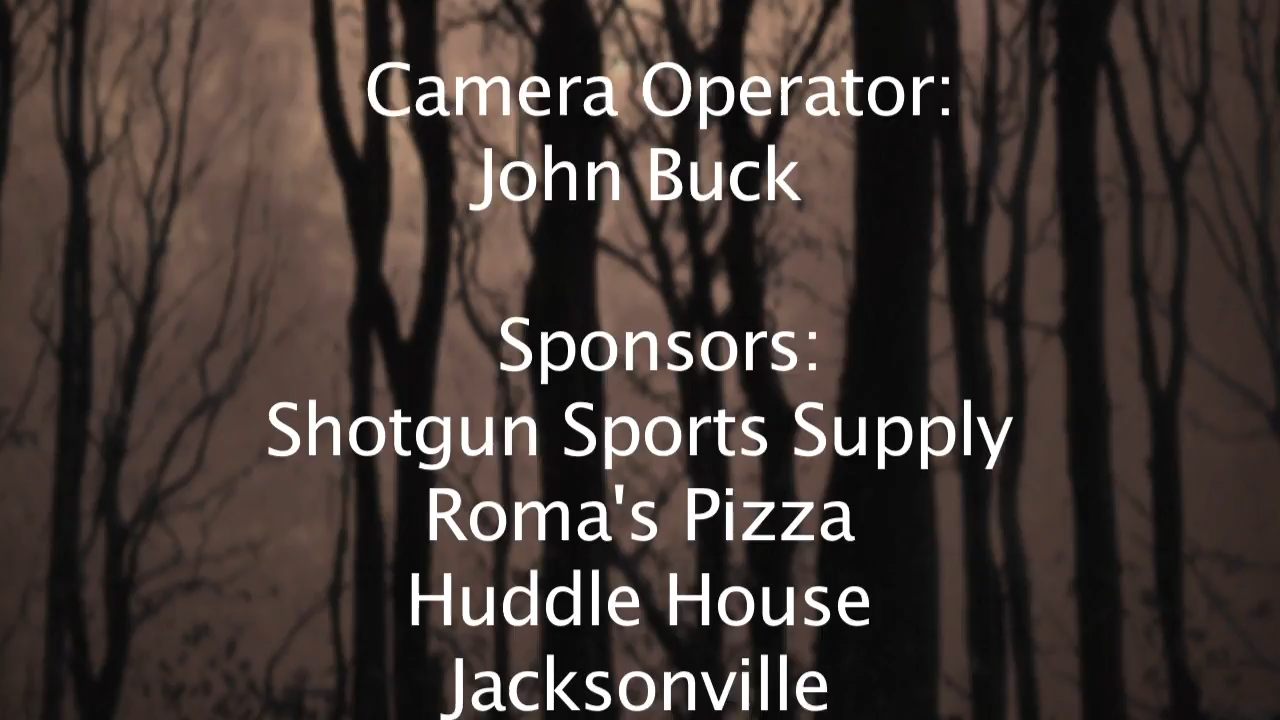 Camera Operator:
John Buck
Sponsors:
Shotgun Sports Supply
Roma's Pizza
Huddle House
Jacksonville